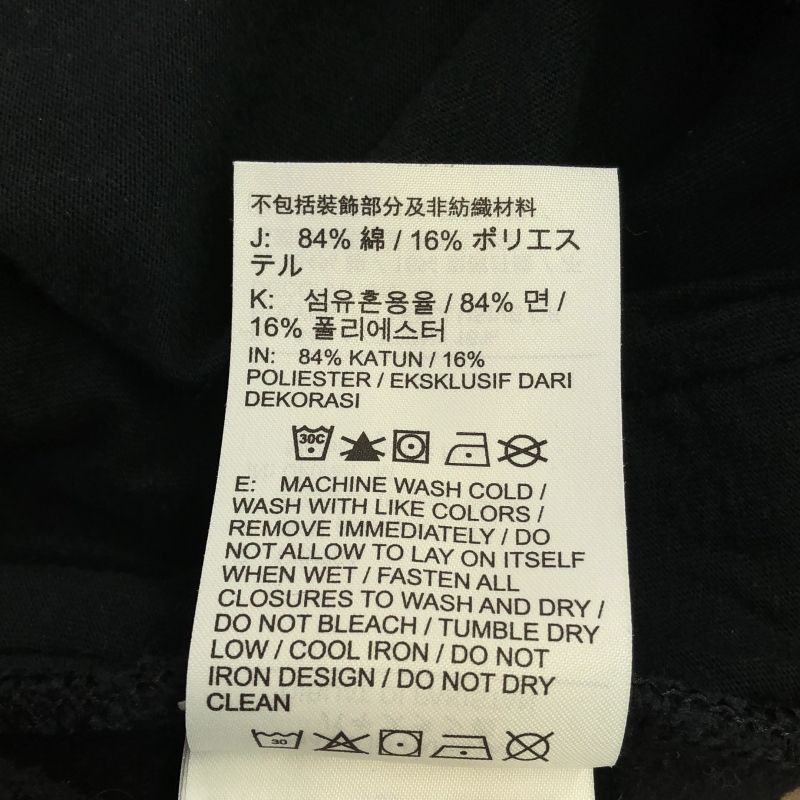 不包括裝飾部分及非紡織材料
J: 84% 綿 / 16% ポリエス
テル
K: 섬유혼용율 / 84% 면 /
16% 폴리에스터
IN: 84% KATUN / 16%
POLIESTER / EKSKLUSIF DARI
DEKORASI
30C
E: MACHINE WASH COLD /
WASH WITH LIKE COLORS /
REMOVE IMMEDIATELY / DO
NOT ALLOW TO LAY ON ITSELF
WHEN WET / FASTEN ALL
CLOSURES TO WASH AND DRY /
DO NOT BLEACH / TUMBLE DRY
LOW / COOL IRON / DO NOT
IRON DESIGN / DO NOT DRY
CLEAN
30